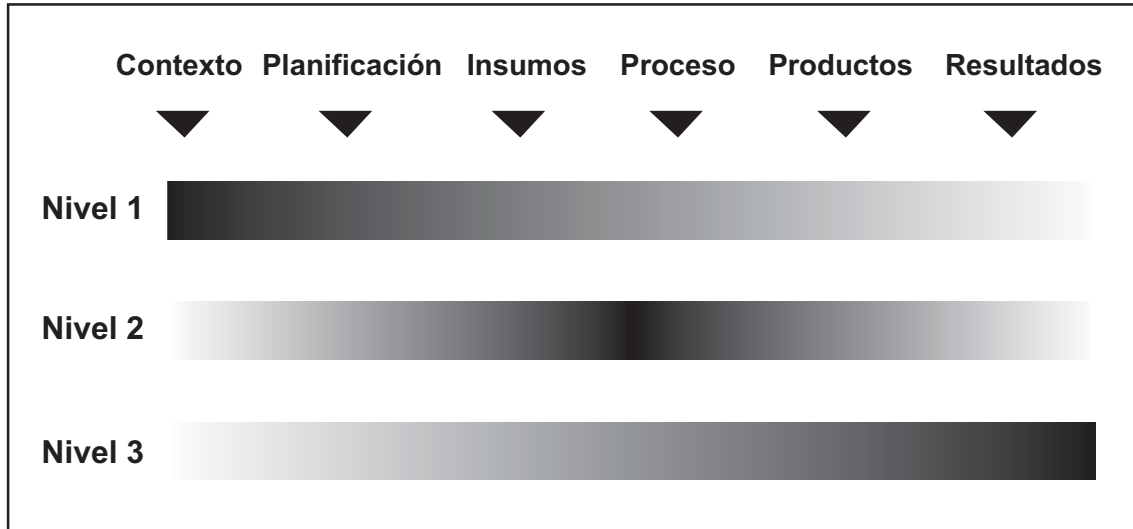 Contexto Planificación Insumos Proceso Productos Resultados
Nivel 1
Nivel 2
Nivel 3